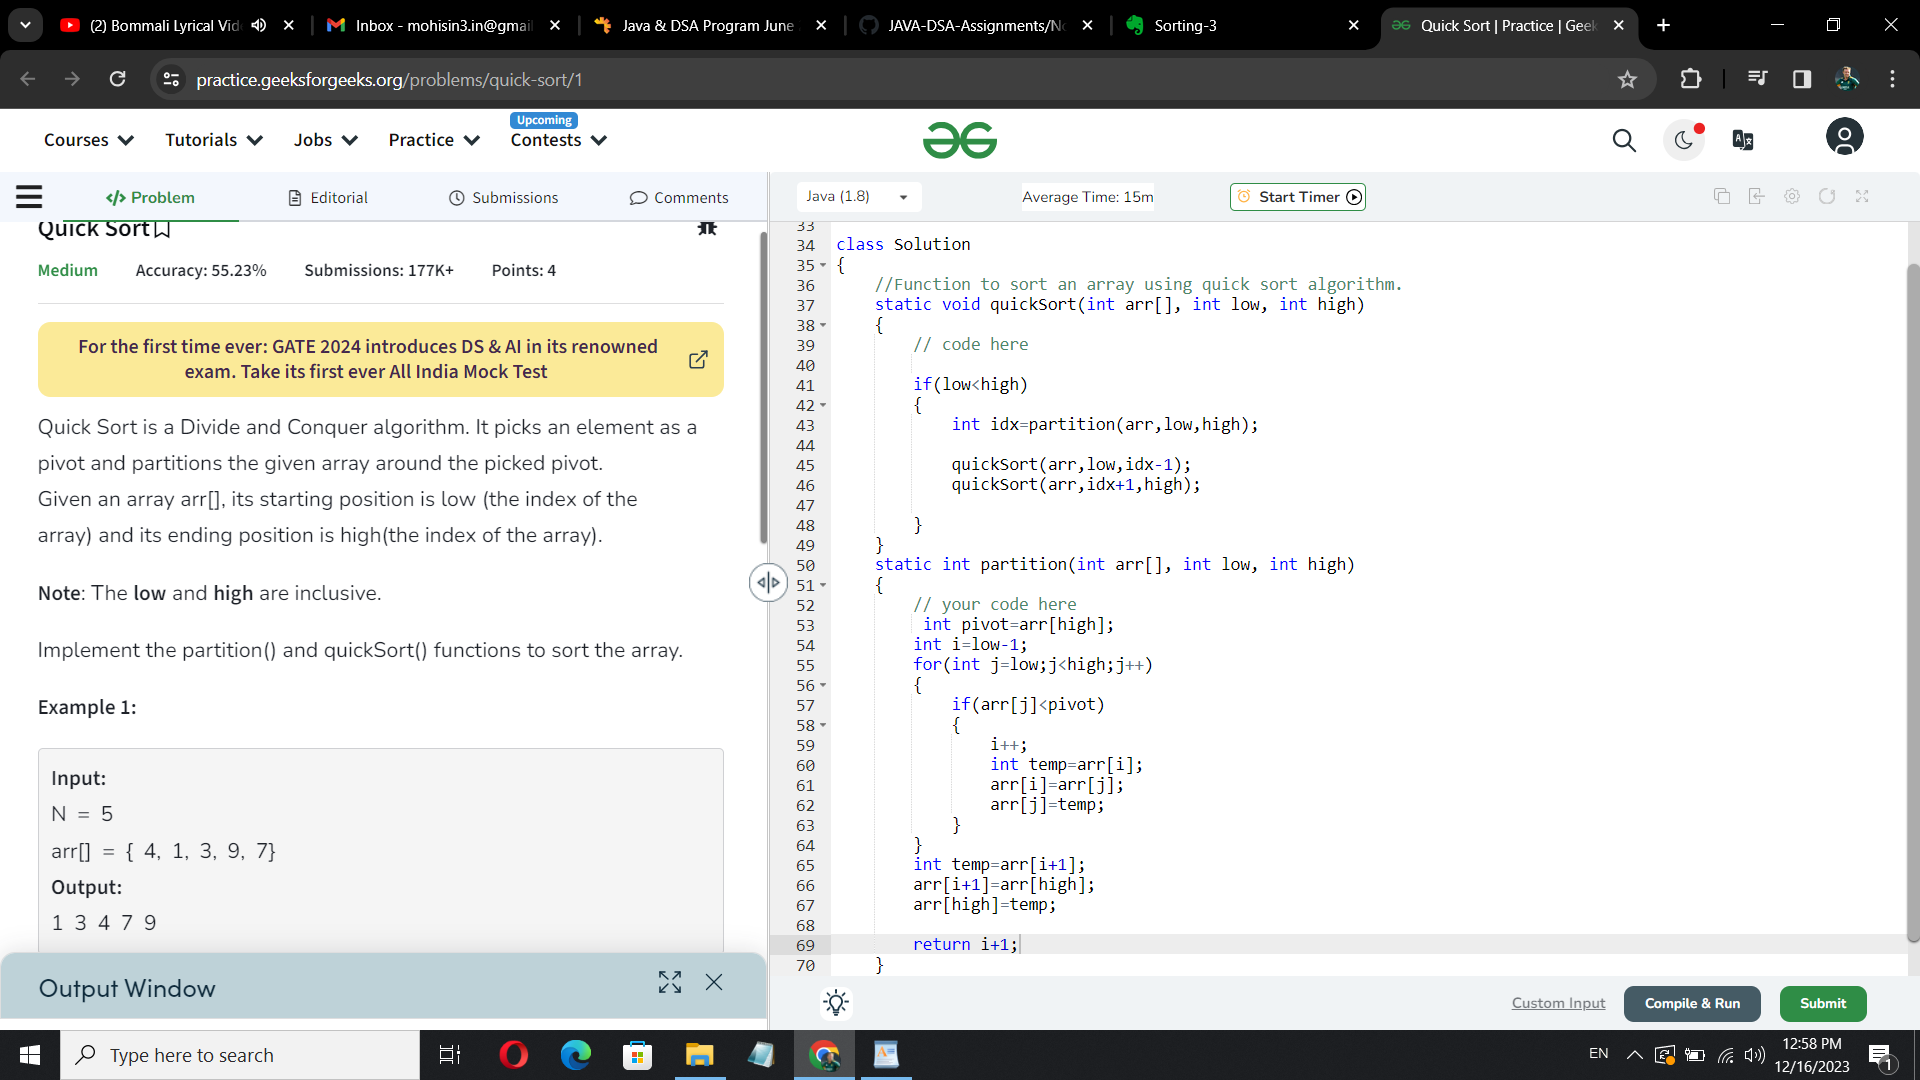 (2) Bommali Lyrical Vid
Inbox - mohisin3.in@gmai
Java & DSA Program June
JAVA-DSA-Assignments/No
Sorting-3
Quick Sort | Practice | Geek
practice.geeksforgeeks.org/problems/quick-sort/1
Courses
Tutorials
Jobs
Practice
Upcoming
Contests
</> Problem
Editorial
Submissions
Comments
Java (1.8)
Average Time: 15m
Start Timer
Quick Sort
Medium
Accuracy: 55.23%
Submissions: 177K+
Points: 4
For the first time ever: GATE 2024 introduces DS & AI in its renowned
exam. Take its first ever All India Mock Test
Quick Sort is a Divide and Conquer algorithm. It picks an element as a
pivot and partitions the given array around the picked pivot.
Given an array arr[], its starting position is low (the index of the
array) and its ending position is high(the index of the array).
Note: The low and high are inclusive.
Implement the partition() and quickSort() functions to sort the array.
Example 1:
Input:
N = 5
arr[] = { 4, 1, 3, 9, 7}
Output:
1 3 4 7 9
Output Window
33
34 class Solution
35 {
36 //Function to sort an array using quick sort algorithm.
37 static void quickSort(int arr[], int low, int high)
38 {
39 // code here
40
41 if(low<high)
42 {
43 int idx=partition(arr,low,high);
44
45 quickSort(arr,low,idx-1);
46 quickSort(arr,idx+1,high);
47
48 }
49 }
50 static int partition(int arr[], int low, int high)
51 {
52 // your code here
53 int pivot=arr[high];
54 int i=low-1;
55 for(int j=low;j<high;j++)
56 {
57 if(arr[j]<pivot)
58 {
59 i++;
60 int temp=arr[i];
61 arr[i]=arr[j];
62 arr[j]=temp;
63 }
64 }
65 int temp=arr[i+1];
66 arr[i+1]=arr[high];
67 arr[high]=temp;
68
69 return i+1;
70 }
Custom Input
Compile & Run
Submit
Type here to search
EN
12:58 PM
12/16/2023
1